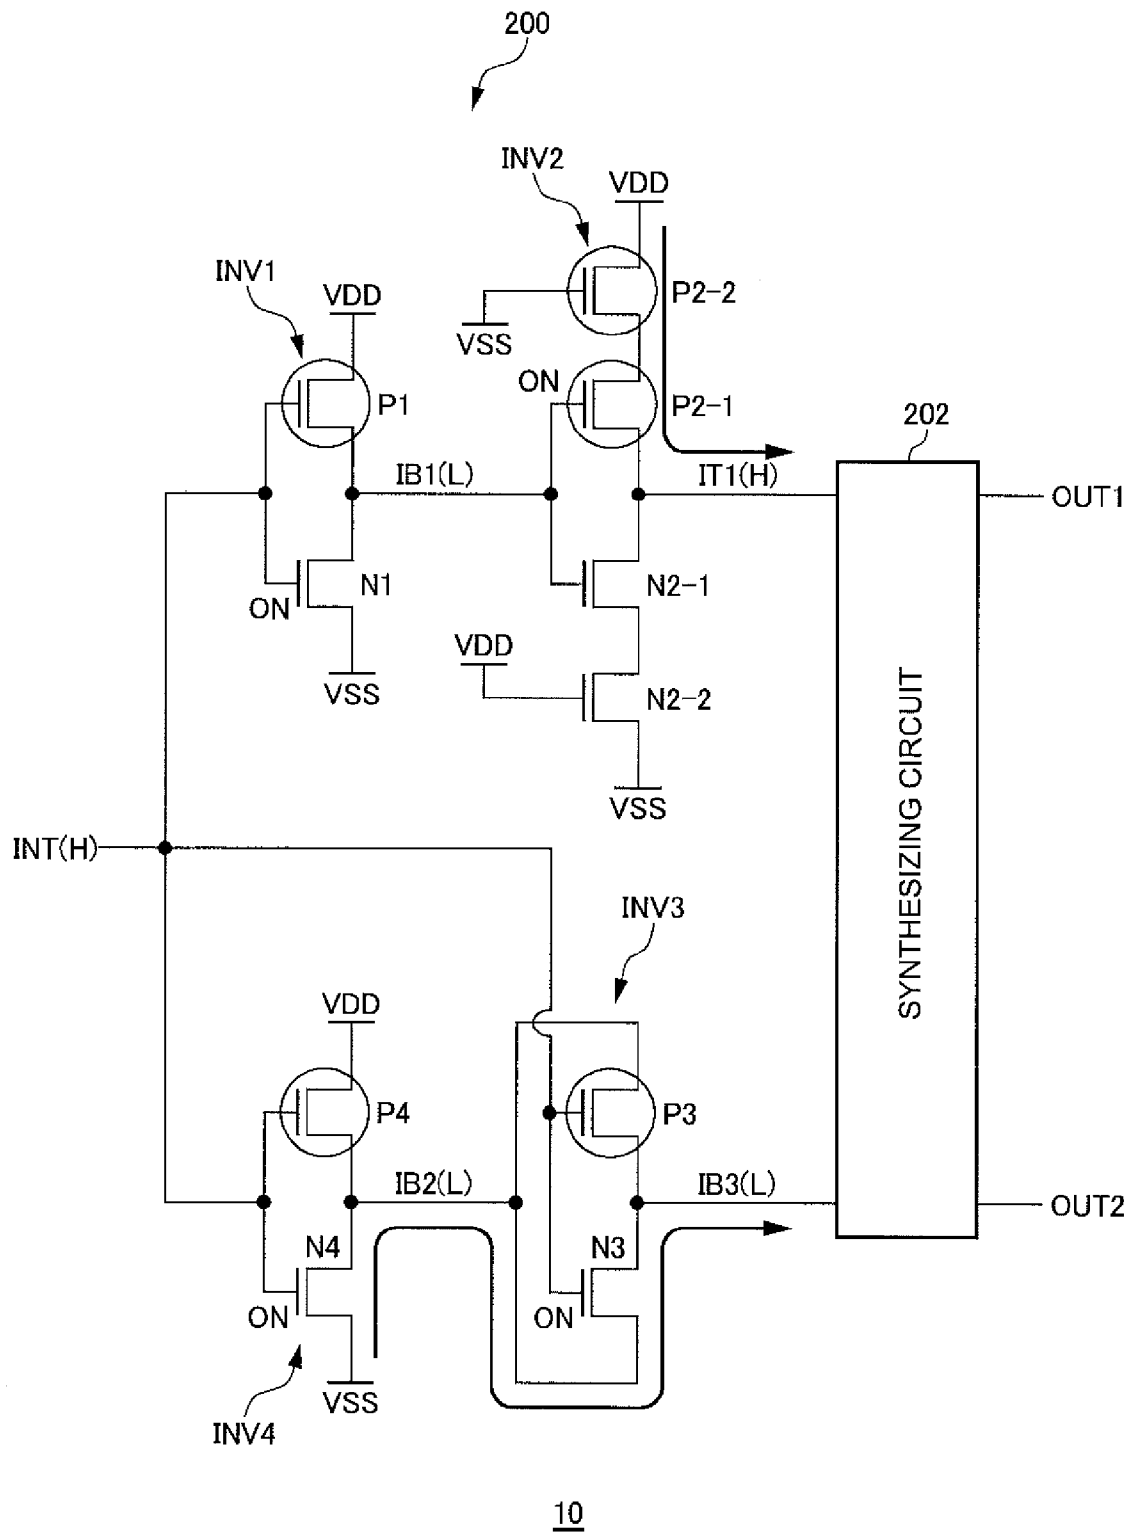 200
INV2
VDD
INV1
VDD
P2-2
VSS
ON
P1
P2-1
202
IB1(L)
IT1(H)
OUT1
ON
N1
N2-1
VDD
VSS
N2-2
VSS
SYNTHESIZING CIRCUIT
INT(H)
INV3
VDD
P4
P3
IB2(L)
IB3(L)
OUT2
N4
N3
ON
ON
VSS
INV4
10